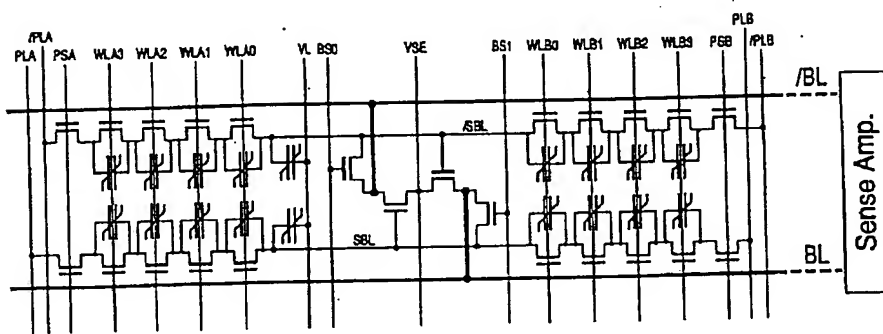 /PLA
PLA PSA WLA3 WLA2 WLA1 WLA0 VL BS0 VSE BS1 WLB0 WLB1 WLB2 WLB3 PSB /PLB
PLB
/BL
/SBL
SBL
BL
Sense Amp.